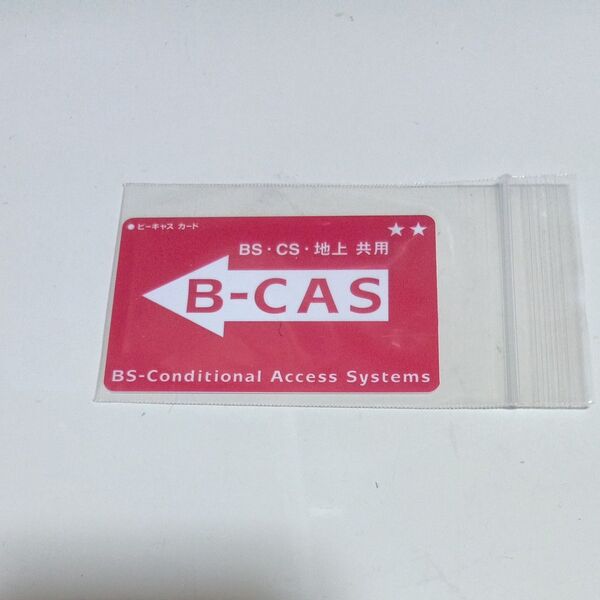 ビーキャス カード
★★
BS・CS・地上 共用
B-CAS
BS-Conditional Access Systems